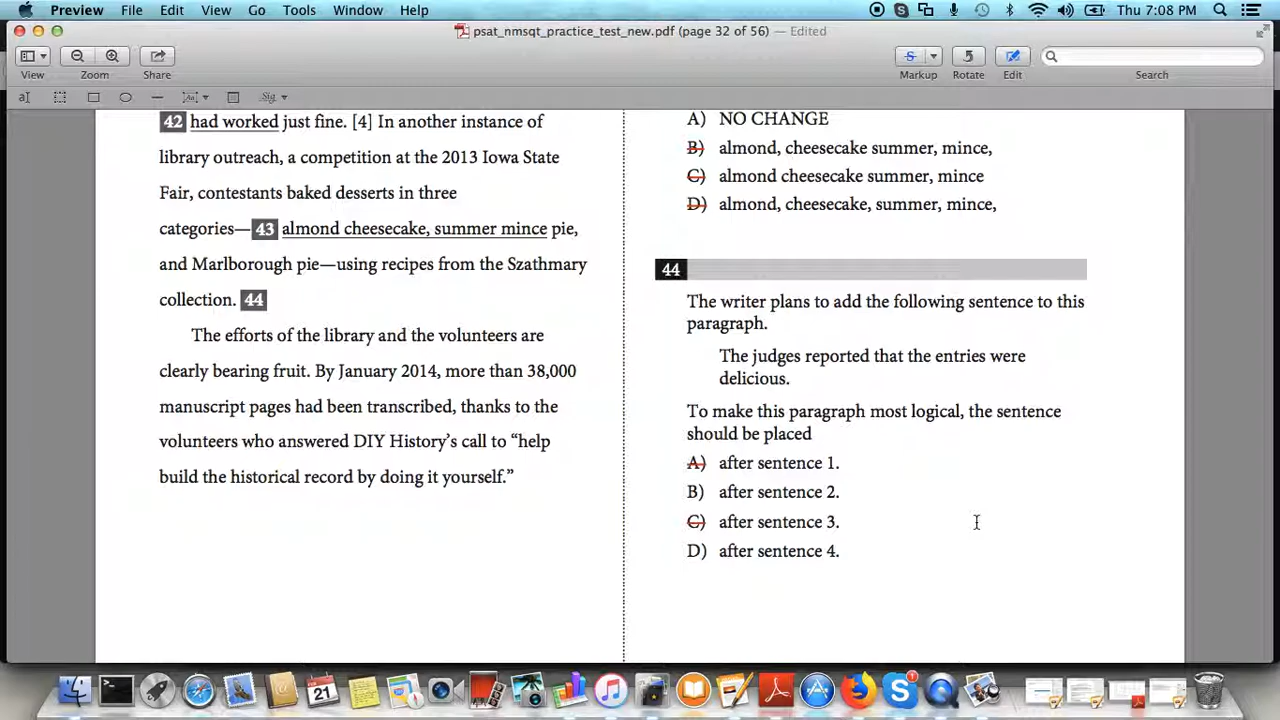 Preview File Edit View Go Tools Window Help Thu 7:08 PM
psat_nmsqt_practice_test_new.pdf (page 32 of 56) — Edited
View Zoom Share Markup Rotate Edit Search
Sig
42 had worked just fine. [4] In another instance of
library outreach, a competition at the 2013 Iowa State
Fair, contestants baked desserts in three
categories—43 almond cheesecake, summer mince pie,
and Marlborough pie—using recipes from the Szathmary
collection. 44
The efforts of the library and the volunteers are
clearly bearing fruit. By January 2014, more than 38,000
manuscript pages had been transcribed, thanks to the
volunteers who answered DIY History’s call to “help
build the historical record by doing it yourself.”
A) NO CHANGE
B) almond, cheesecake summer, mince,
C) almond cheesecake summer, mince
D) almond, cheesecake, summer, mince,
44
The writer plans to add the following sentence to this
paragraph.
The judges reported that the entries were
delicious.
To make this paragraph most logical, the sentence
should be placed
A) after sentence 1.
B) after sentence 2.
C) after sentence 3.
D) after sentence 4.
21
1